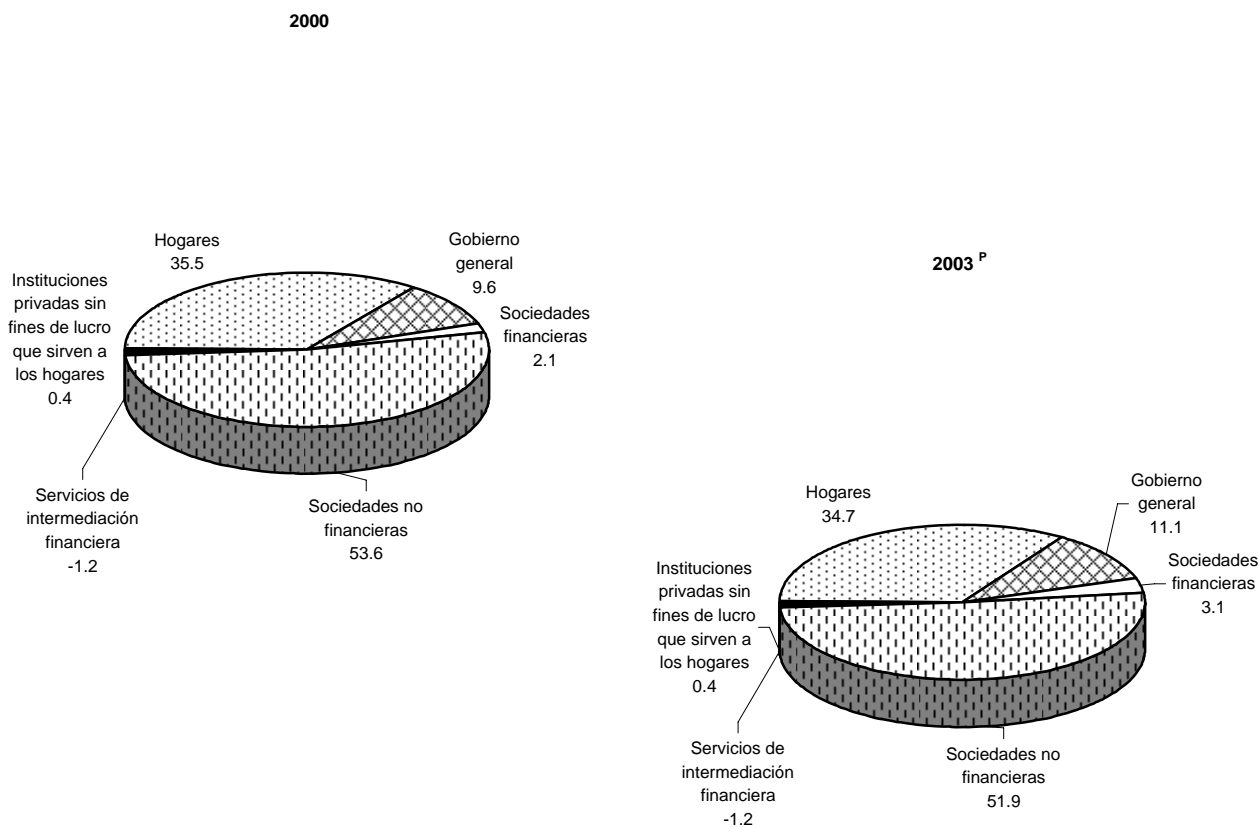 2000
Hogares
35.5
Gobierno
general
9.6
Sociedades
financieras
2.1
Instituciones
privadas sin
fines de lucro
que sirven a
los hogares
0.4
Servicios de
intermediación
financiera
-1.2
Sociedades no
financieras
53.6
2003 P
Hogares
34.7
Gobierno
general
11.1
Sociedades
financieras
3.1
Instituciones
privadas sin
fines de lucro
que sirven a
los hogares
0.4
Servicios de
intermediación
financiera
-1.2
Sociedades no
financieras
51.9